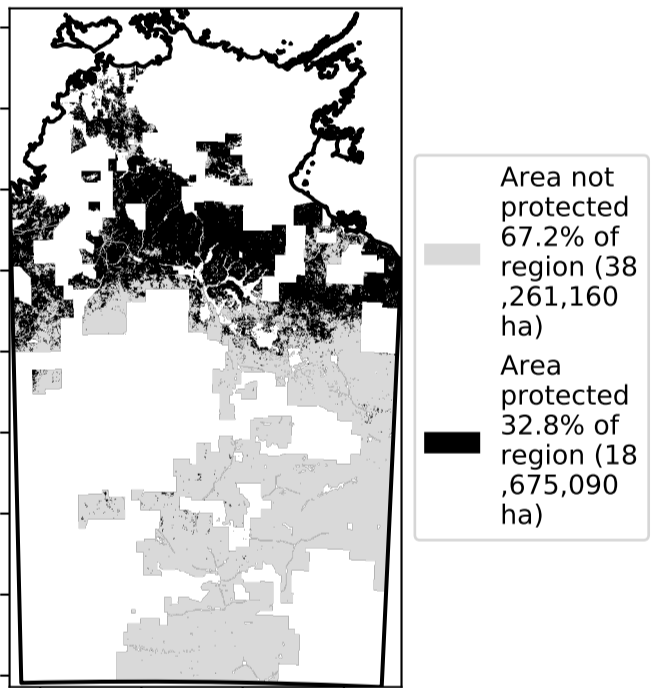 Area not
protected
67.2% of
region (38
,261,160
ha)
Area
protected
32.8% of
region (18
,675,090
ha)